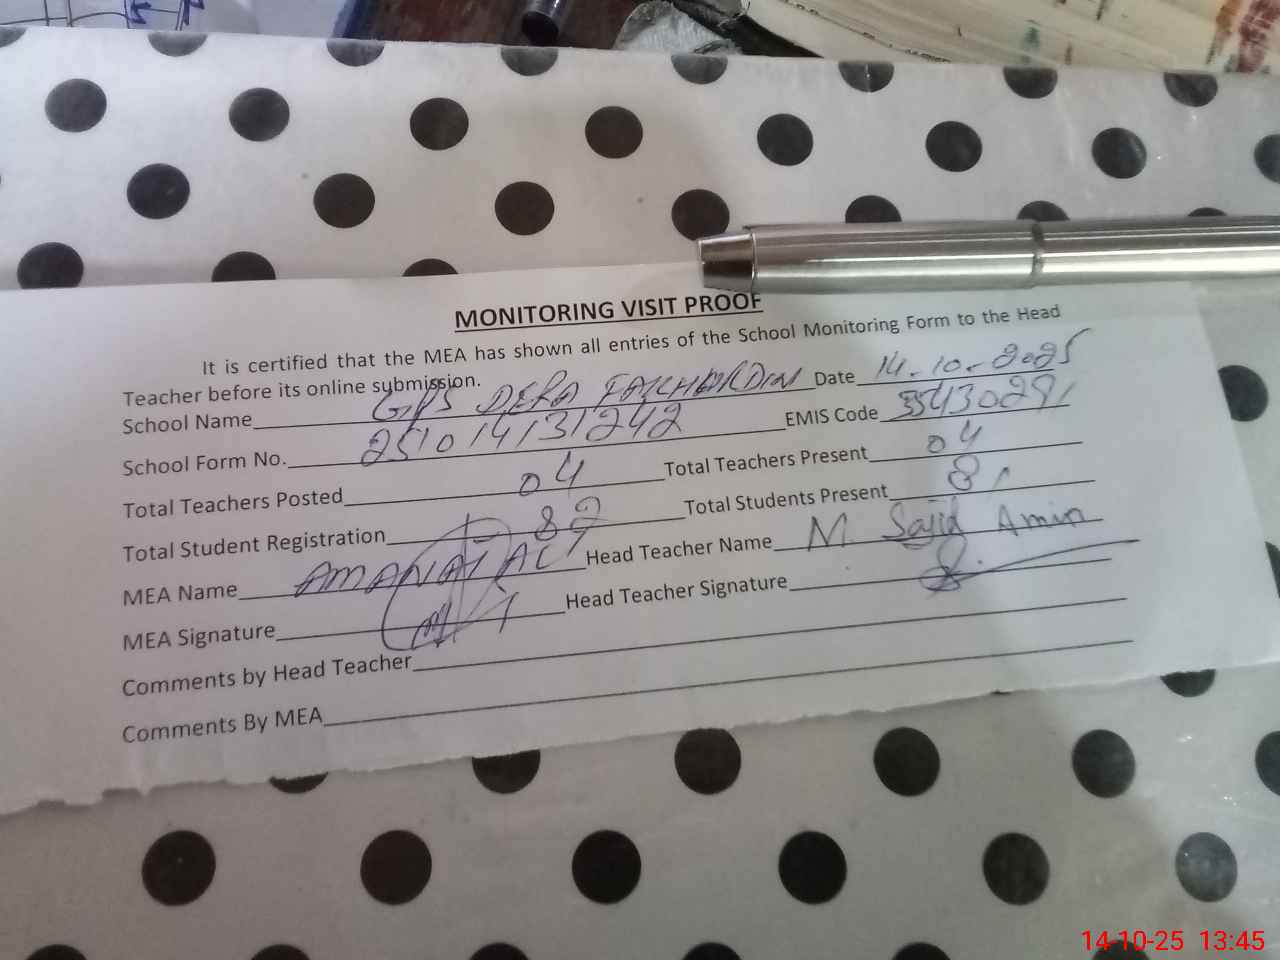 MONITORING VISIT PROOF
It is certified that the MEA has shown all entries of the School Monitoring Form to the Head
Teacher before its online submission.
School Name GPS DERA FAKHARDIN Date 14-10-2025
School Form No. 251014131242 EMIS Code 35430291
Total Teachers Posted 04 Total Teachers Present 04
Total Student Registration 82 Total Students Present 81
MEA Name AMANAT ALI Head Teacher Name M Sajid Amin
MEA Signature Head Teacher Signature
Comments by Head Teacher
Comments By MEA
14-10-25 13:45